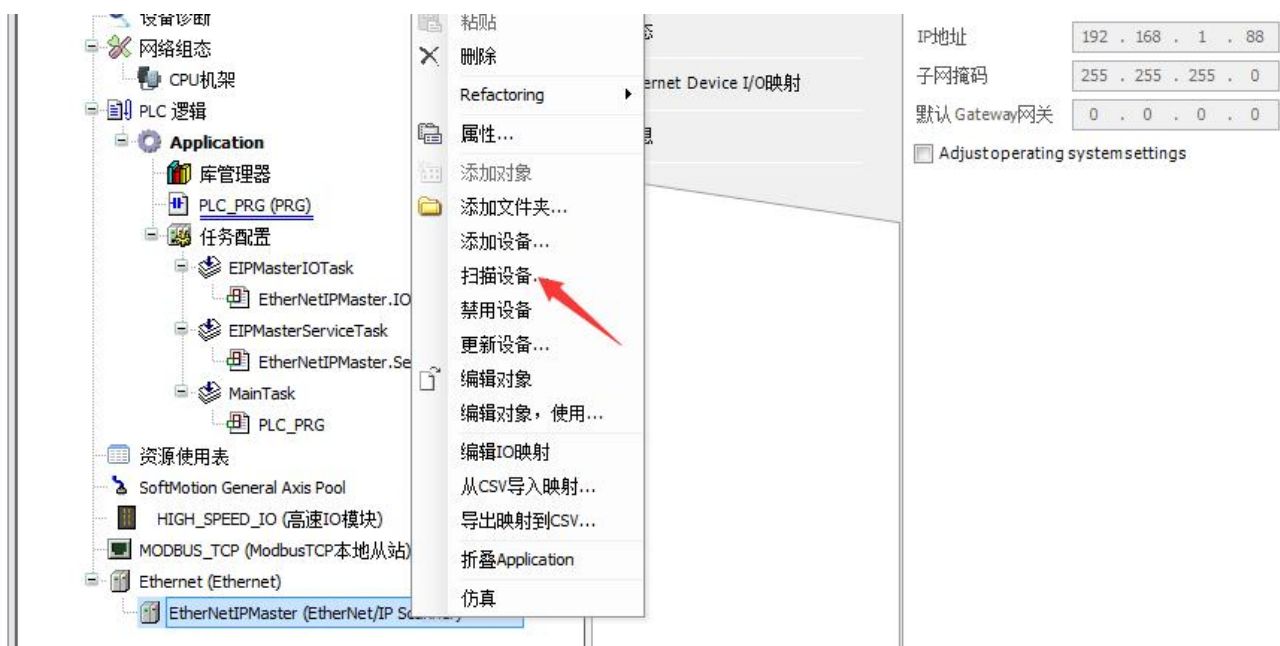 设备诊断
网络组态
CPU机架
PLC 逻辑
Application
库管理器
PLC_PRG (PRG)
任务配置
EIPMasterIOTask
EtherNetIPMaster.IO
EIPMasterServiceTask
EtherNetIPMaster.Se
MainTask
PLC_PRG
资源使用表
SoftMotion General Axis Pool
HIGH_SPEED_IO (高速IO模块)
MODBUS_TCP (ModbusTCP本地从站)
Ethernet (Ethernet)
EtherNetIPMaster (EtherNet/IP
粘贴
删除
Refactoring
属性...
添加对象
添加文件夹...
添加设备...
扫描设备.
禁用设备
更新设备...
编辑对象
编辑对象，使用...
编辑IO映射
从CSV导入映射...
导出映射到CSV...
折叠Application
仿真
态
ernet Device I/O映射
息
IP地址 192 . 168 . 1 . 88
子网掩码 255 . 255 . 255 . 0
默认 Gateway网关 0 . 0 . 0 . 0
Adjust operating system settings